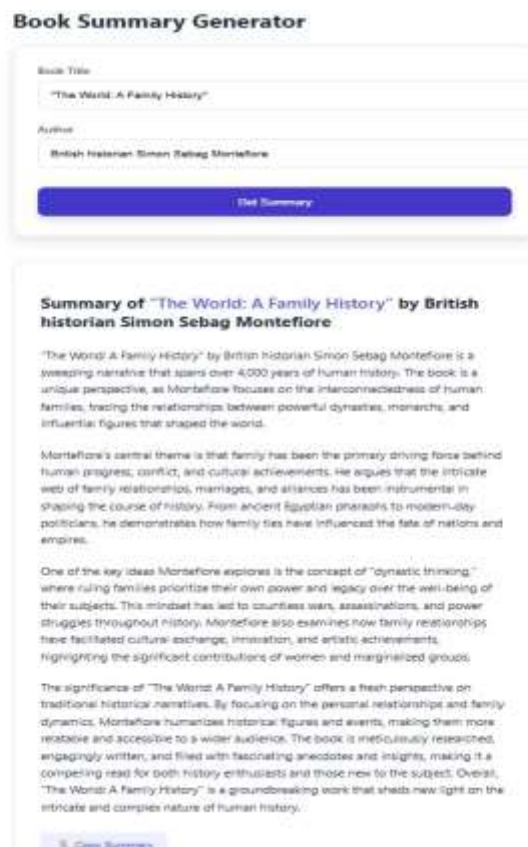 Book Summary Generator
Book Title
"The World: A Family History"
Author
British historian Simon Sebag Montefiore
Get Summary
Summary of "The World: A Family History" by British
historian Simon Sebag Montefiore
"The World: A Family History" by British historian Simon Sebag Montefiore is a
sweeping narrative that spans over 4,000 years of human history. The book is a
unique perspective, as Montefiore focuses on the interconnectedness of human
families, tracing the relationships between powerful dynasties, monarchs, and
influential figures that shaped the world.
Montefiore's central theme is that family has been the primary driving force behind
human progress, conflict, and cultural achievements. He argues that the intricate
web of family relationships, marriages, and alliances has been instrumental in
shaping the course of history. From ancient Egyptian pharaohs to modern-day
politicians, he demonstrates how family ties have influenced the fate of nations and
empires.
One of the key ideas Montefiore explores is the concept of "dynastic thinking,"
where ruling families prioritize their own power and legacy over the well-being of
their subjects. This mindset has led to countless wars, assassinations, and power
struggles throughout history. Montefiore also examines how family relationships
have facilitated cultural exchange, innovation, and artistic achievements,
highlighting the significant contributions of women and marginalized groups.
The significance of "The World: A Family History" offers a fresh perspective on
traditional historical narratives. By focusing on the personal relationships and family
dynamics, Montefiore humanizes historical figures and events, making them more
relatable and accessible to a wider audience. The book is meticulously researched,
engagingly written, and filled with fascinating anecdotes and insights, making it a
compelling read for both history enthusiasts and those new to the subject. Overall,
"The World: A Family History" is a groundbreaking work that sheds new light on the
intricate and complex nature of human history.
Copy Summary